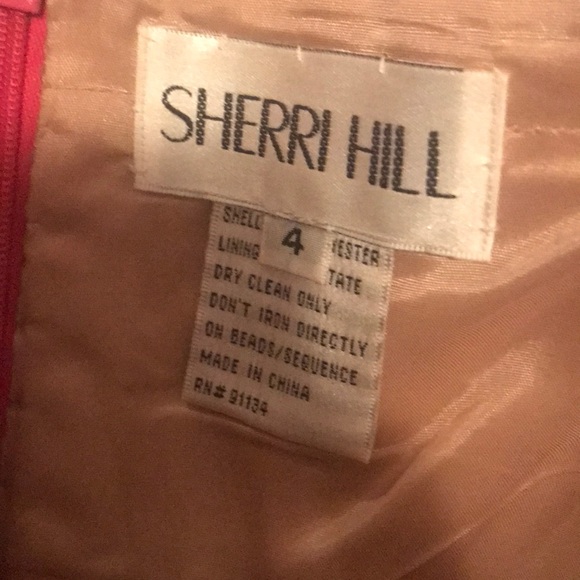 SHERRI HILL
4
SHELL
LINING
DRY CLEAN ONLY
DON'T IRON DIRECTLY
ON BEADS/SEQUENCE
MADE IN CHINA
RN# 91134